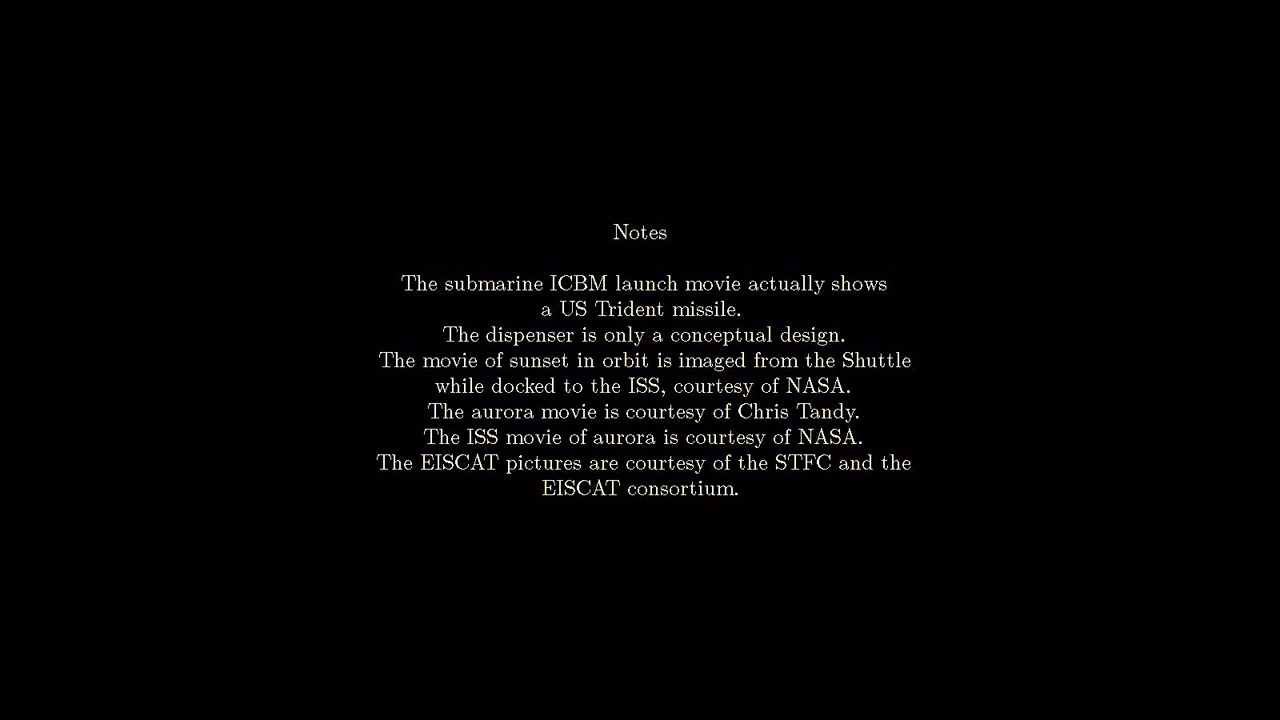 Notes
The submarine ICBM launch movie actually shows
a US Trident missile.
The dispenser is only a conceptual design.
The movie of sunset in orbit is imaged from the Shuttle
while docked to the ISS, courtesy of NASA.
The aurora movie is courtesy of Chris Tandy.
The ISS movie of aurora is courtesy of NASA.
The EISCAT pictures are courtesy of the STFC and the
EISCAT consortium.